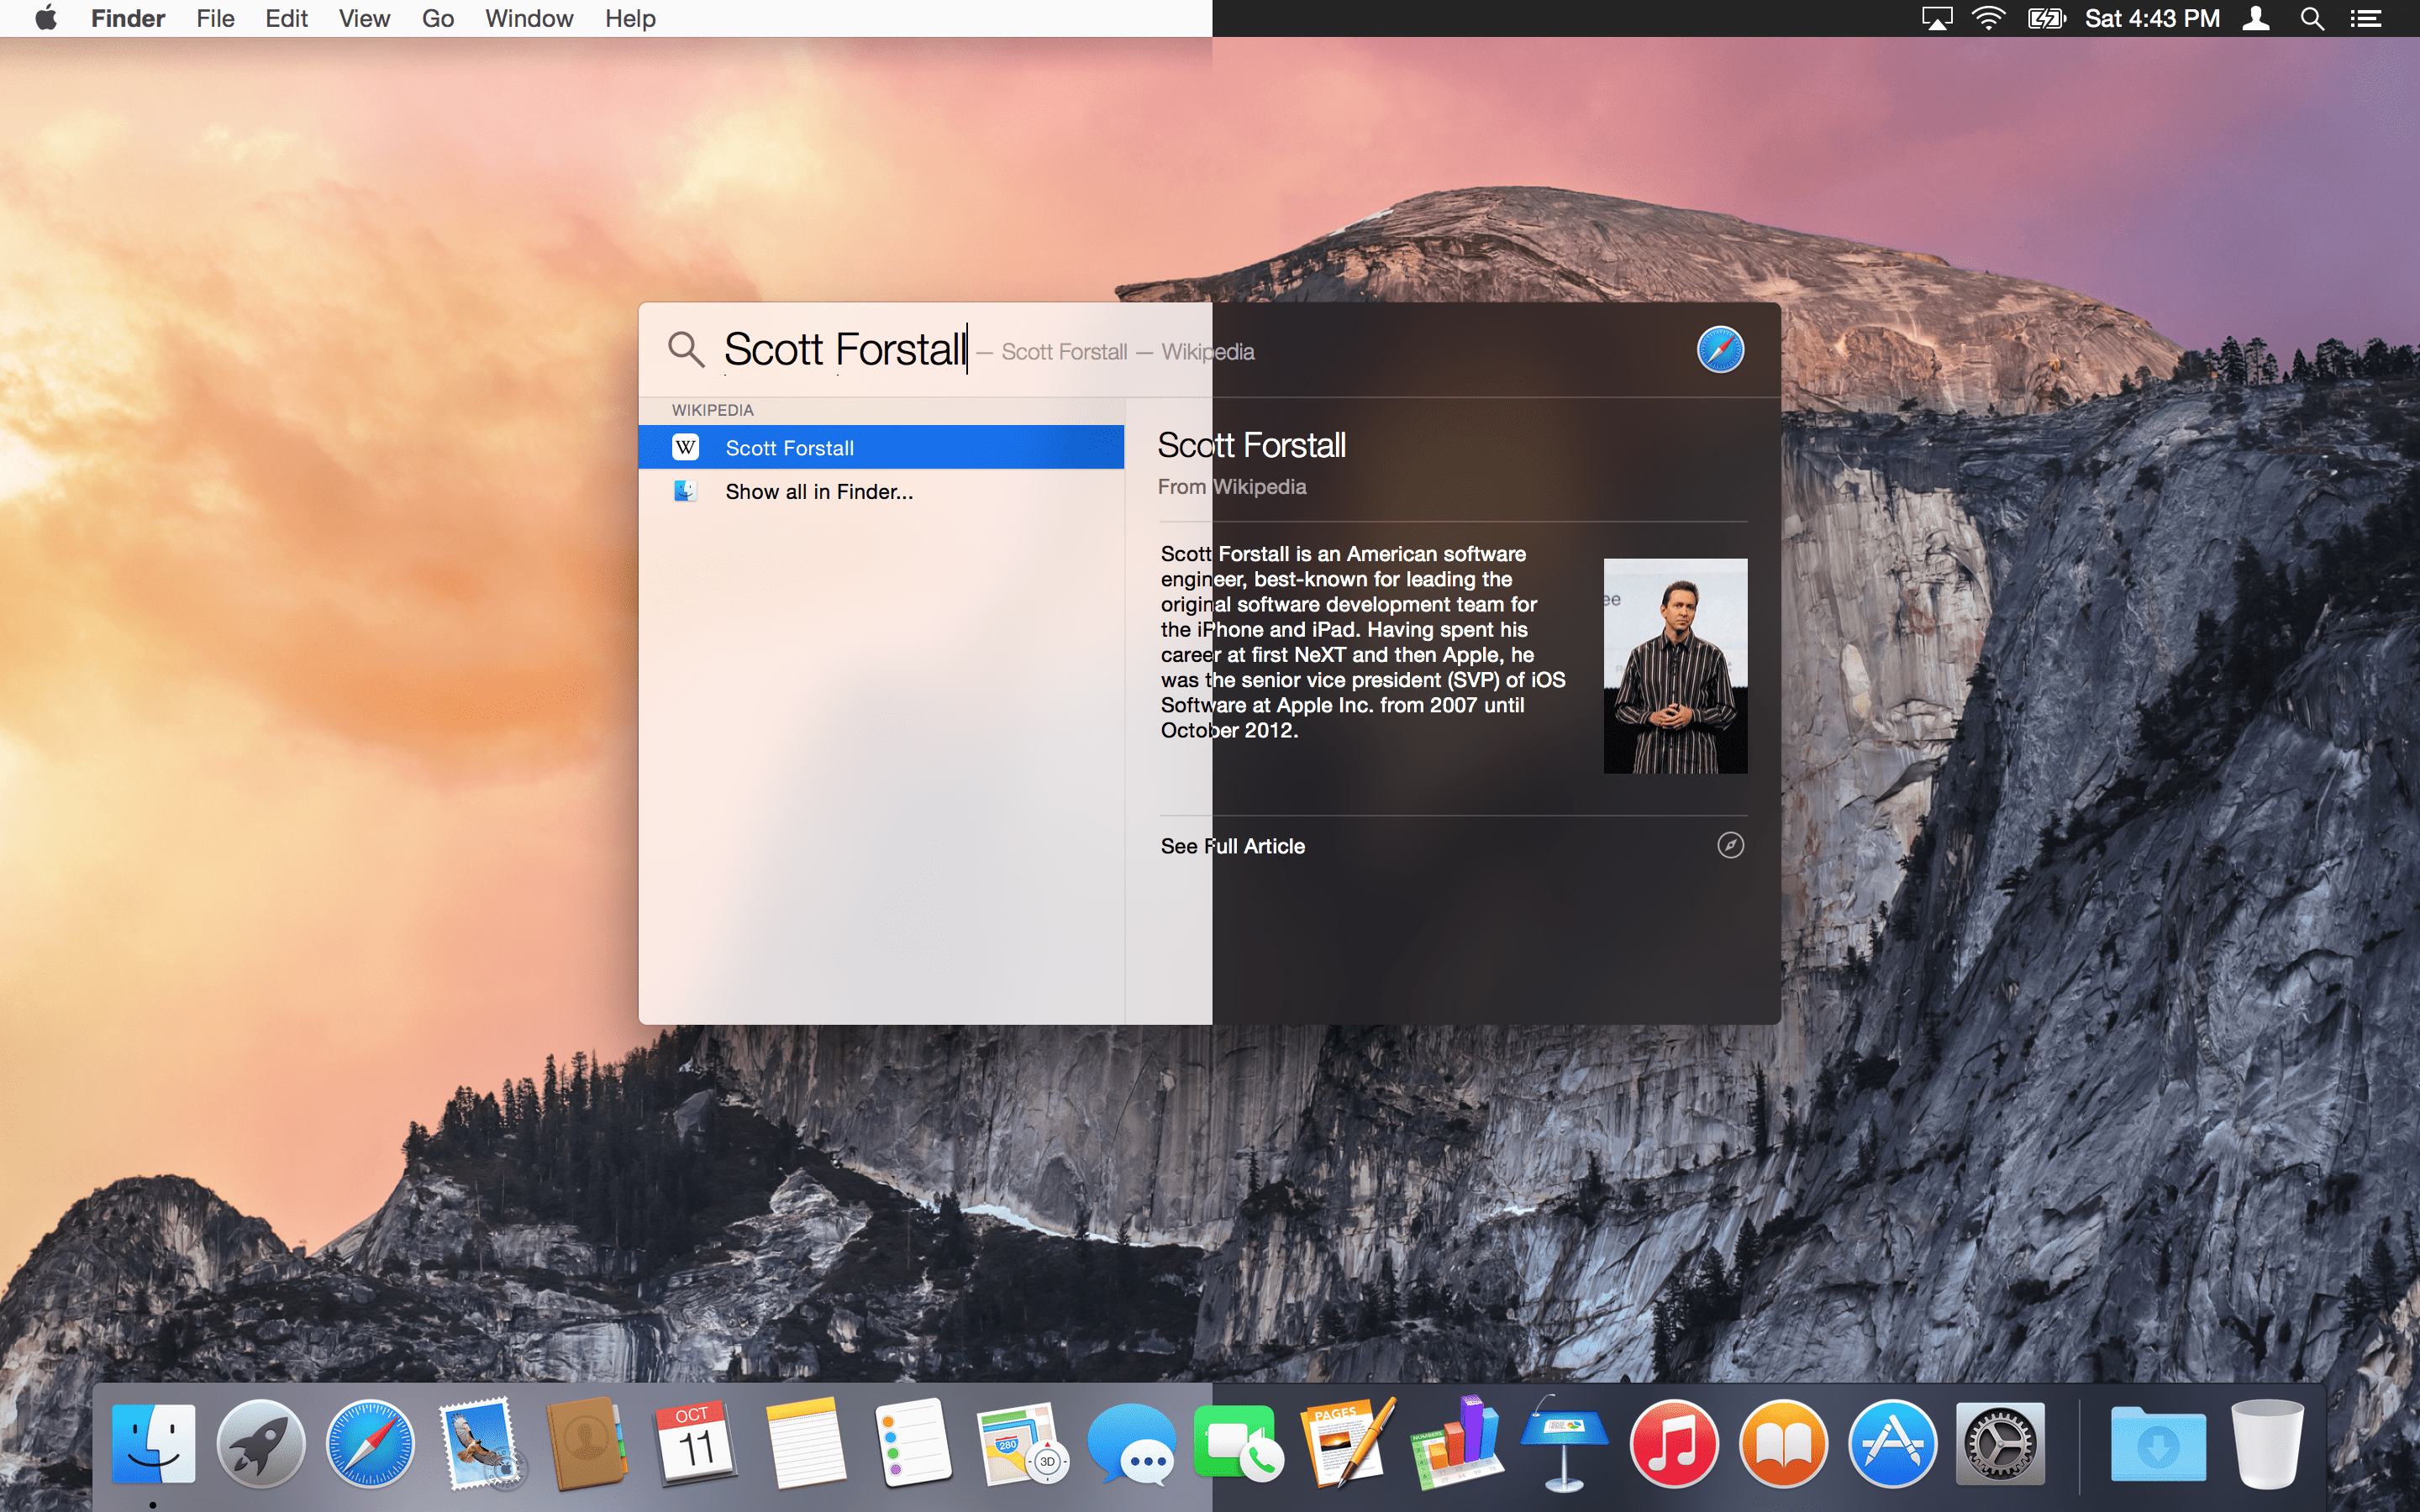 Finder File Edit View Go Window Help
Sat 4:43 PM
Scott Forstall — Scott Forstall — Wikipedia
WIKIPEDIA
W Scott Forstall
Show all in Finder...
Scott Forstall
From Wikipedia
Scott Forstall is an American software
engineer, best-known for leading the
original software development team for
the iPhone and iPad. Having spent his
career at first NeXT and then Apple, he
was the senior vice president (SVP) of iOS
Software at Apple Inc. from 2007 until
October 2012.
ee
See Full Article
OCT
11
280
3D
PAGES
NUMBERS